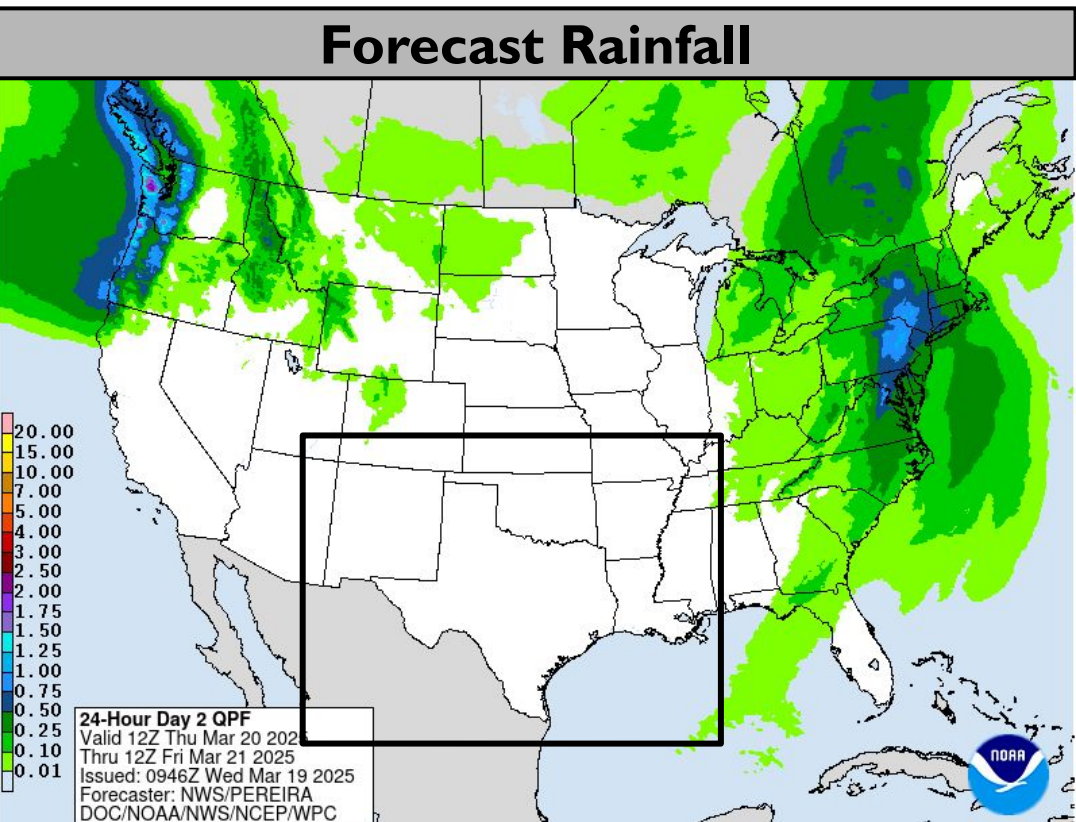 Forecast Rainfall
20.00
15.00
10.00
7.00
5.00
4.00
3.00
2.50
2.00
1.75
1.50
1.25
1.00
0.75
0.50
0.25
0.10
0.01
24-Hour Day 2 QPF
Valid 12Z Thu Mar 20 2025
Thru 12Z Fri Mar 21 2025
Issued: 0946Z Wed Mar 19 2025
Forecaster: NWS/PEREIRA
DOC/NOAA/NWS/NCEP/WPC
NOAA